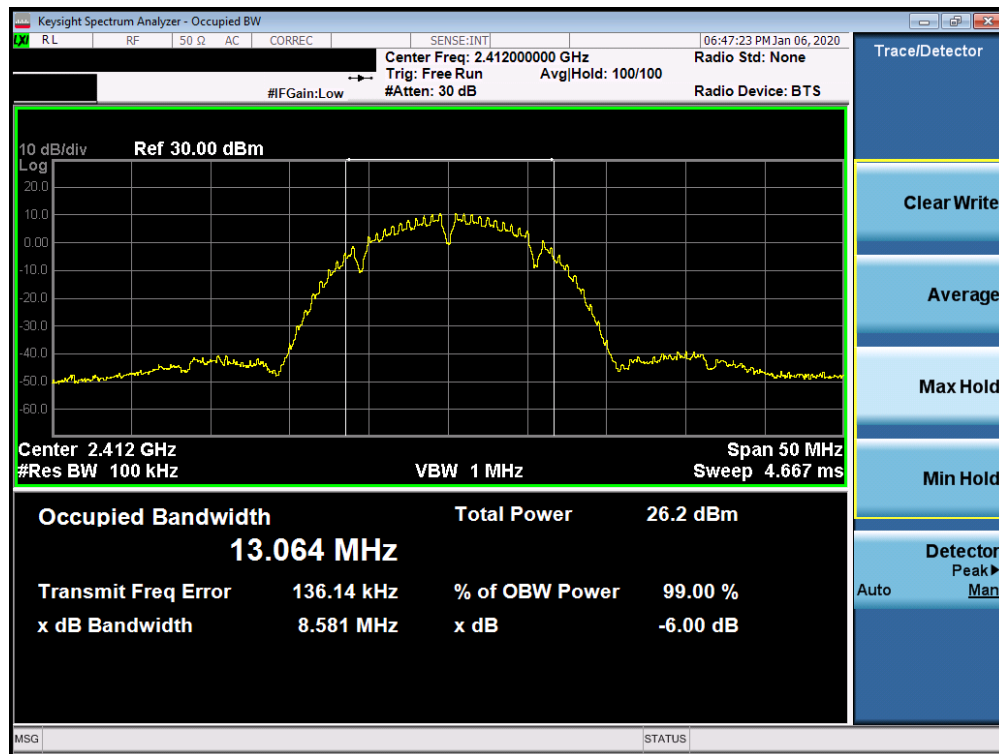 Keysight Spectrum Analyzer - Occupied BW
LXI RL RF 50 Ω AC CORREC SENSE:INT 06:47:23 PM Jan 06, 2020
Center Freq: 2.412000000 GHz Radio Std: None
Trig: Free Run Avg|Hold: 100/100
#IFGain:Low #Atten: 30 dB Radio Device: BTS
10 dB/div Ref 30.00 dBm
Log
20.0
10.0
0.00
-10.0
-20.0
-30.0
-40.0
-50.0
-60.0
Center 2.412 GHz Span 50 MHz
#Res BW 100 kHz VBW 1 MHz Sweep 4.667 ms
Occupied Bandwidth Total Power 26.2 dBm
13.064 MHz
Transmit Freq Error 136.14 kHz % of OBW Power 99.00 %
x dB Bandwidth 8.581 MHz x dB -6.00 dB
MSG STATUS
Trace/Detector
Clear Write
Average
Max Hold
Min Hold
Detector
Peak▶
Auto Man